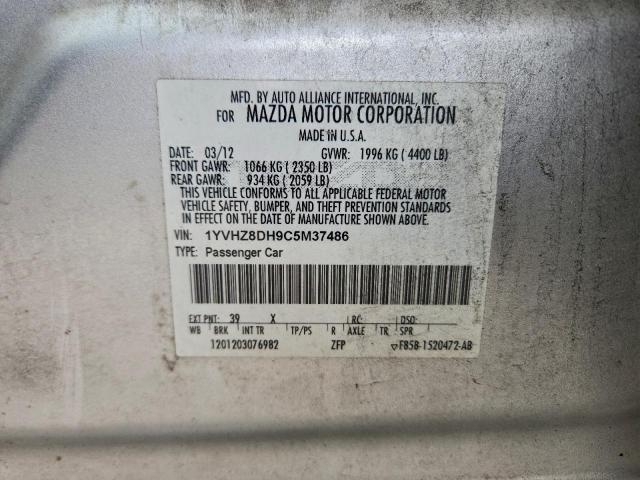 MFD. BY AUTO ALLIANCE INTERNATIONAL, INC.
FOR MAZDA MOTOR CORPORATION
MADE IN U.S.A.
DATE: 03/12 GVWR: 1996 KG ( 4400 LB)
FRONT GAWR: 1066 KG ( 2350 LB)
REAR GAWR: 934 KG ( 2059 LB)
THIS VEHICLE CONFORMS TO ALL APPLICABLE FEDERAL MOTOR
VEHICLE SAFETY, BUMPER, AND THEFT PREVENTION STANDARDS
IN EFFECT ON THE DATE OF MANUFACTURE SHOWN ABOVE.
VIN: 1YVHZ8DH9C5M37486
TYPE: Passenger Car
EXT PNT: 39 X RC: DSO:
WB BRK INT TR TP/PS R AXLE TR SPR
1201203076982 ZFP F85B-1520472-AB